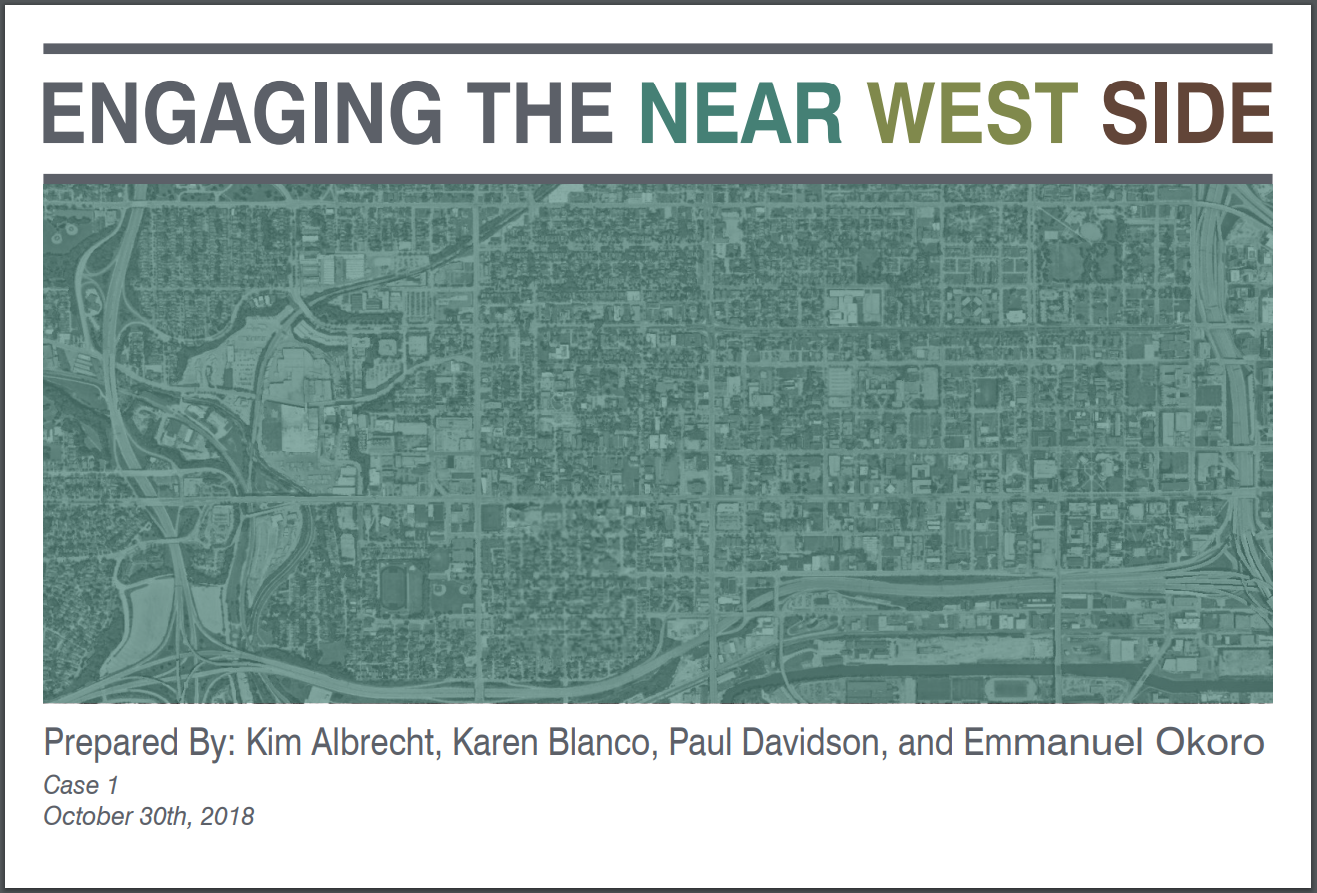 ENGAGING THE NEAR WEST SIDE
Prepared By: Kim Albrecht, Karen Blanco, Paul Davidson, and Emmanuel Okoro
Case 1
October 30th, 2018